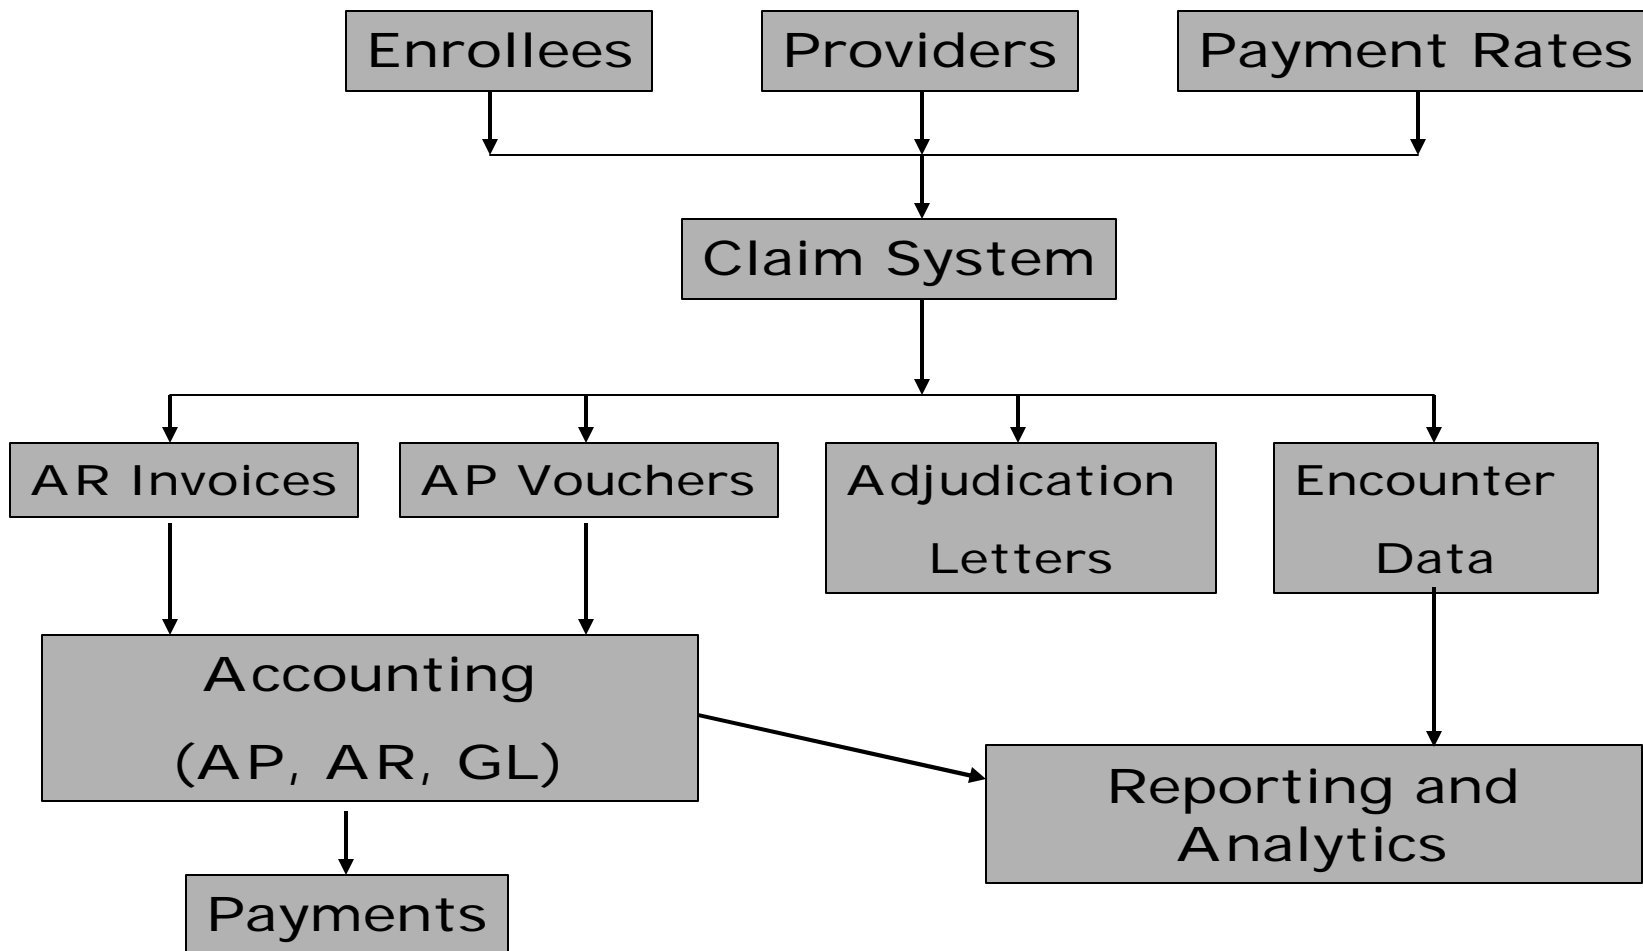 Enrollees
Providers
Payment Rates
Claim System
AR Invoices
AP Vouchers
Adjudication
Letters
Encounter
Data
Accounting
(AP, AR, GL)
Reporting and
Analytics
Payments